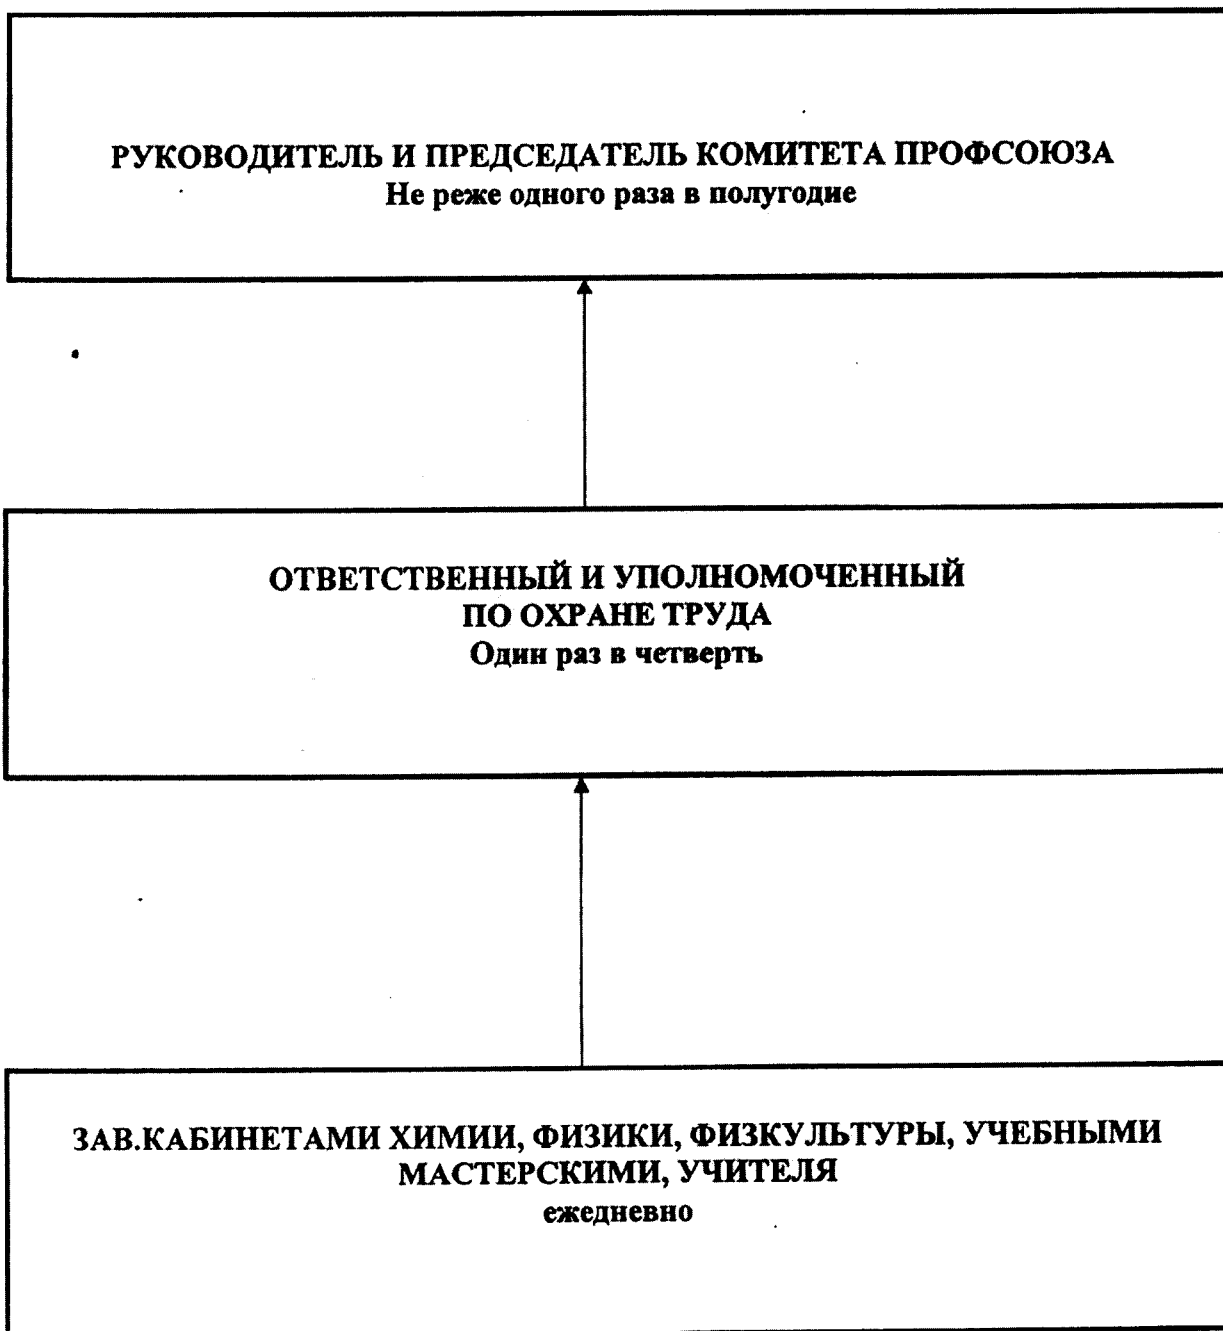 РУКОВОДИТЕЛЬ И ПРЕДСЕДАТЕЛЬ КОМИТЕТА ПРОФСОЮЗА
Не реже одного раза в полугодие
ОТВЕТСТВЕННЫЙ И УПОЛНОМОЧЕННЫЙ
ПО ОХРАНЕ ТРУДА
Один раз в четверть
ЗАВ.КАБИНЕТАМИ ХИМИИ, ФИЗИКИ, ФИЗКУЛЬТУРЫ, УЧЕБНЫМИ
МАСТЕРСКИМИ, УЧИТЕЛЯ
ежедневно